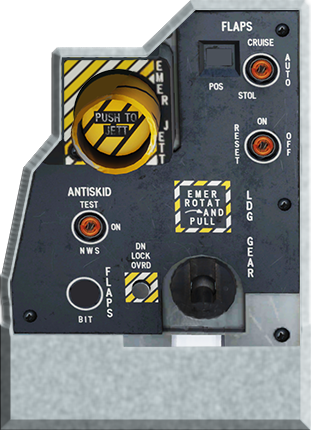 FLAPS
CRUISE
AUTO
POS
STOL
EMER JETT
PUSH TO
JETT
ON
RESET
OFF
ANTISKID
TEST
ON
NWS
EMER
ROTAT
AND
PULL
LDG GEAR
DN
LOCK
OVRD
FLAPS
BIT